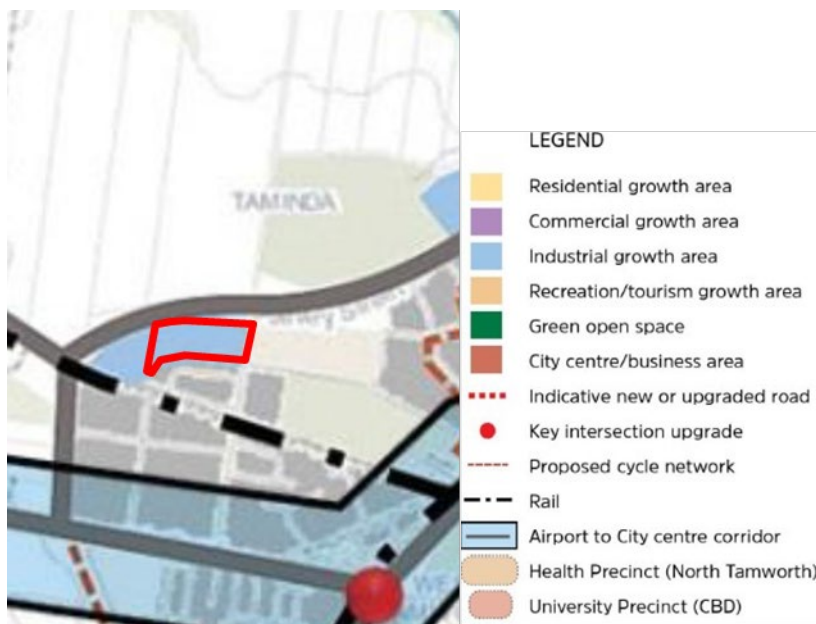 TAMINDA
LEGEND
Residential growth area
Commercial growth area
Industrial growth area
Recreation/tourism growth area
Green open space
City centre/business area
Indicative new or upgraded road
Key intersection upgrade
Proposed cycle network
Rail
Airport to City centre corridor
Health Precinct (North Tamworth)
University Precinct (CBD)